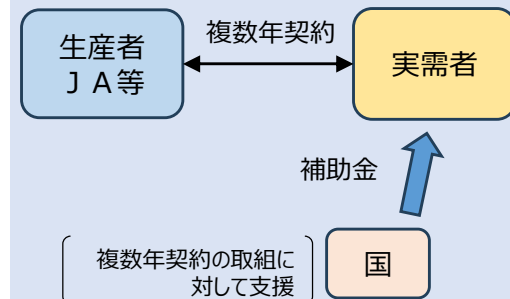 生産者
ＪＡ等
複数年契約
実需者
補助金
複数年契約の取組に
対して支援
国